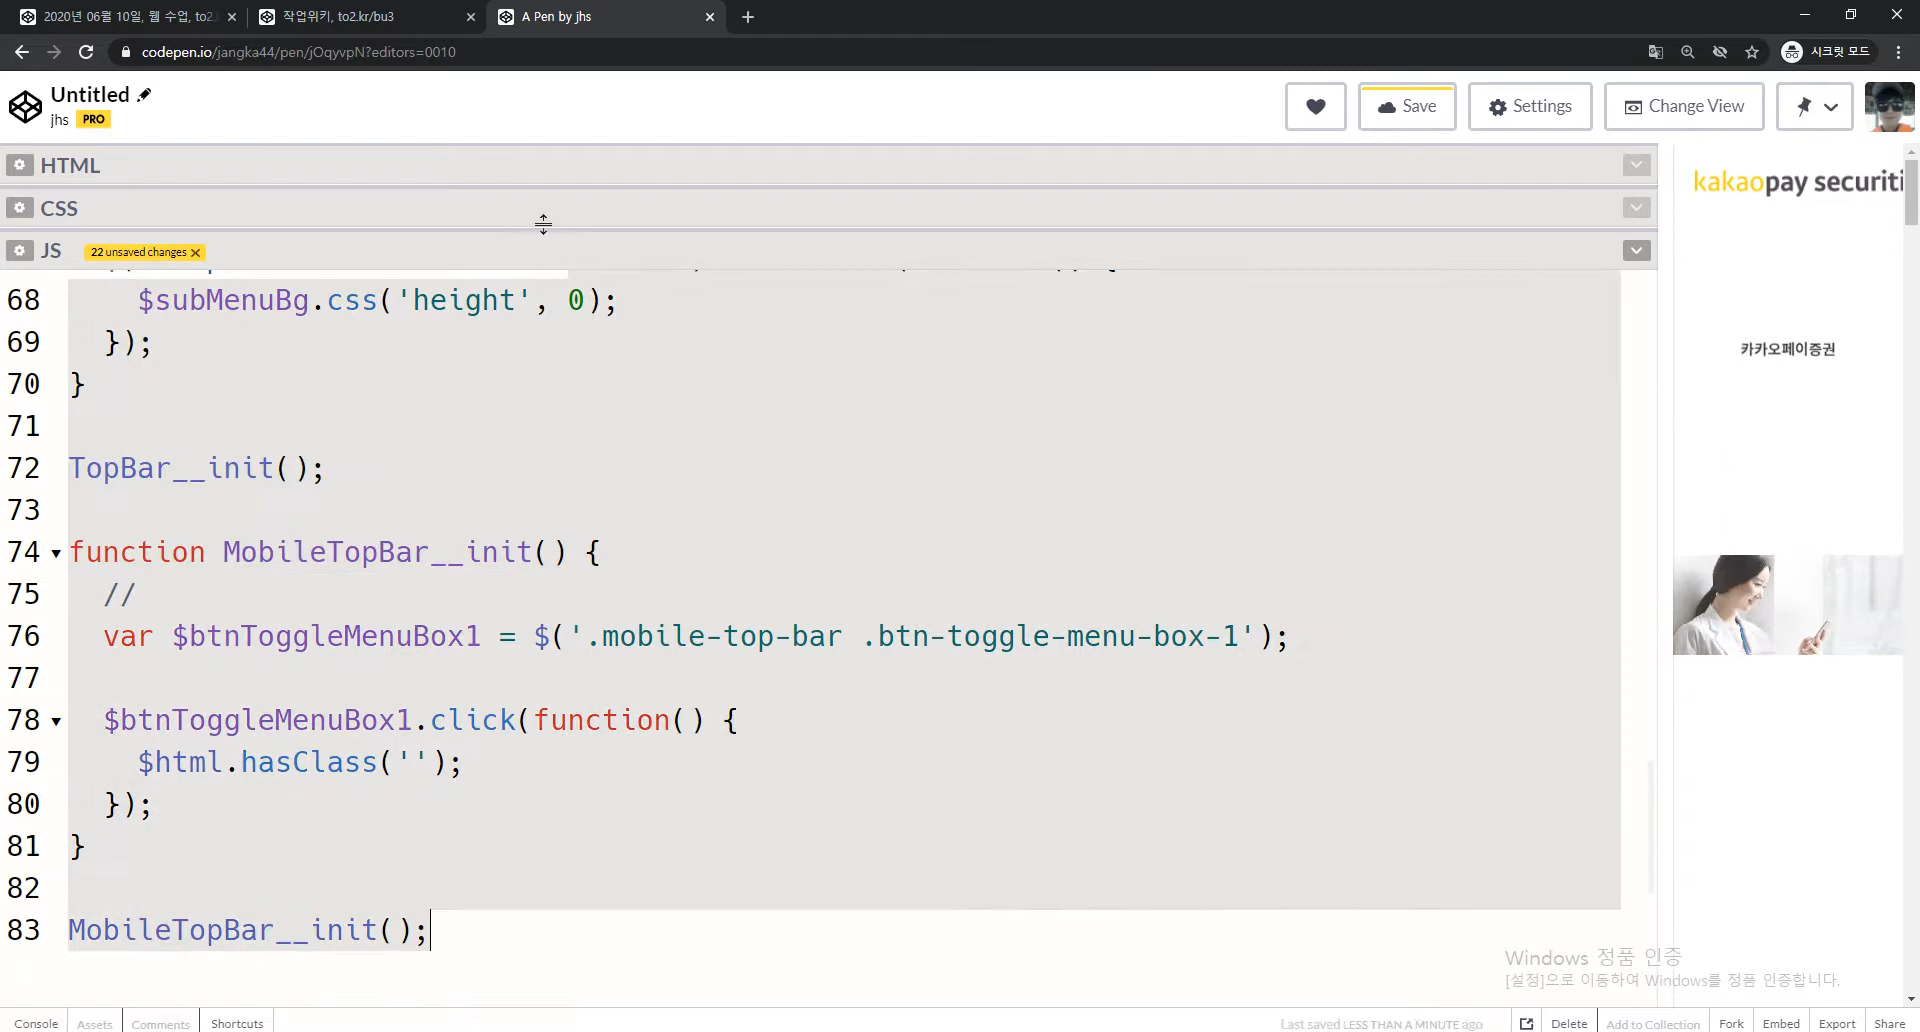 2020년 06월 10일, 웹 수업, to2.
작업위키, to2.kr/bu3
A Pen by jhs
codepen.io/jangka44/pen/jOqyvpN?editors=0010
시크릿 모드
Untitled
jhs PRO
Save
Settings
Change View
HTML
CSS
JS 22 unsaved changes
kakaopay securiti
카카오페이증권
68 $subMenuBg.css('height', 0);
69 });
70 }
71
72 TopBar__init();
73
74 function MobileTopBar__init() {
75 //
76 var $btnToggleMenuBox1 = $('.mobile-top-bar .btn-toggle-menu-box-1');
77
78 $btnToggleMenuBox1.click(function() {
79 $html.hasClass('');
80 });
81 }
82
83 MobileTopBar__init();
Windows 정품 인증
[설정]으로 이동하여 Windows를 정품 인증합니다.
Console Assets Comments Shortcuts
Last saved LESS THAN A MINUTE ago
Delete Add to Collection Fork Embed Export Share